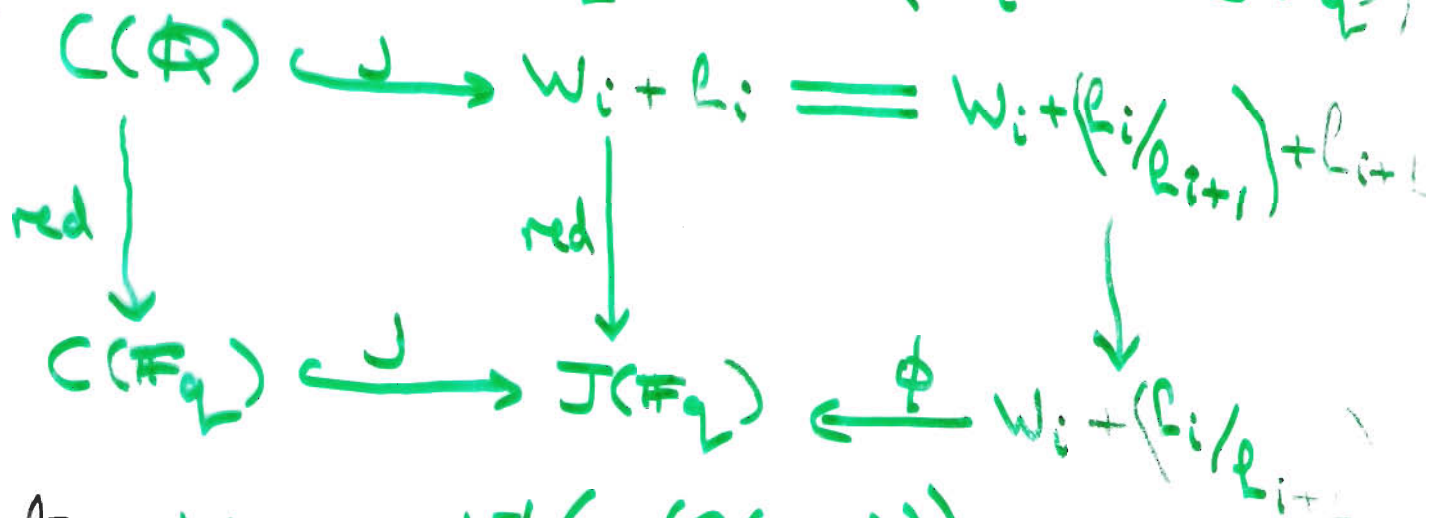 C(ℚ) J W_i + L_i = W_i + (L_i/L_{i+1}) + L_{i+1}
red red
C(𝔽_q) J J(𝔽_q) φ W_i + (L_i/L_{i+1})